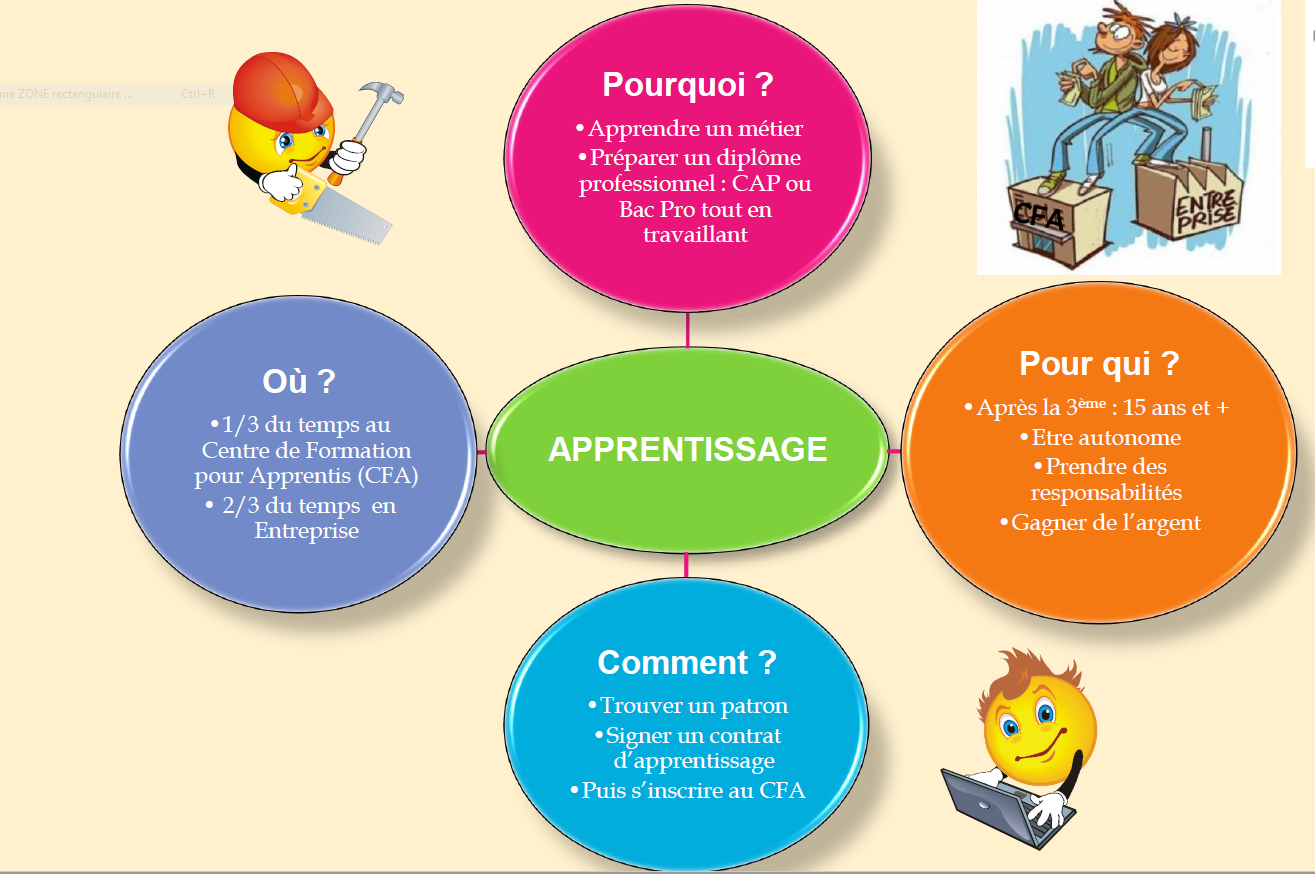 ne ZONE rectangulaire ... Ctrl+R
Pourquoi ?
•Apprendre un métier
•Préparer un diplôme
professionnel : CAP ou
Bac Pro tout en
travaillant
CFA
ENTRE
PRISE
Où ?
•1/3 du temps au
Centre de Formation
pour Apprentis (CFA)
• 2/3 du temps en
Entreprise
APPRENTISSAGE
Pour qui ?
•Après la 3ème : 15 ans et +
•Etre autonome
•Prendre des
responsabilités
•Gagner de l’argent
Comment ?
•Trouver un patron
•Signer un contrat
d’apprentissage
•Puis s’inscrire au CFA